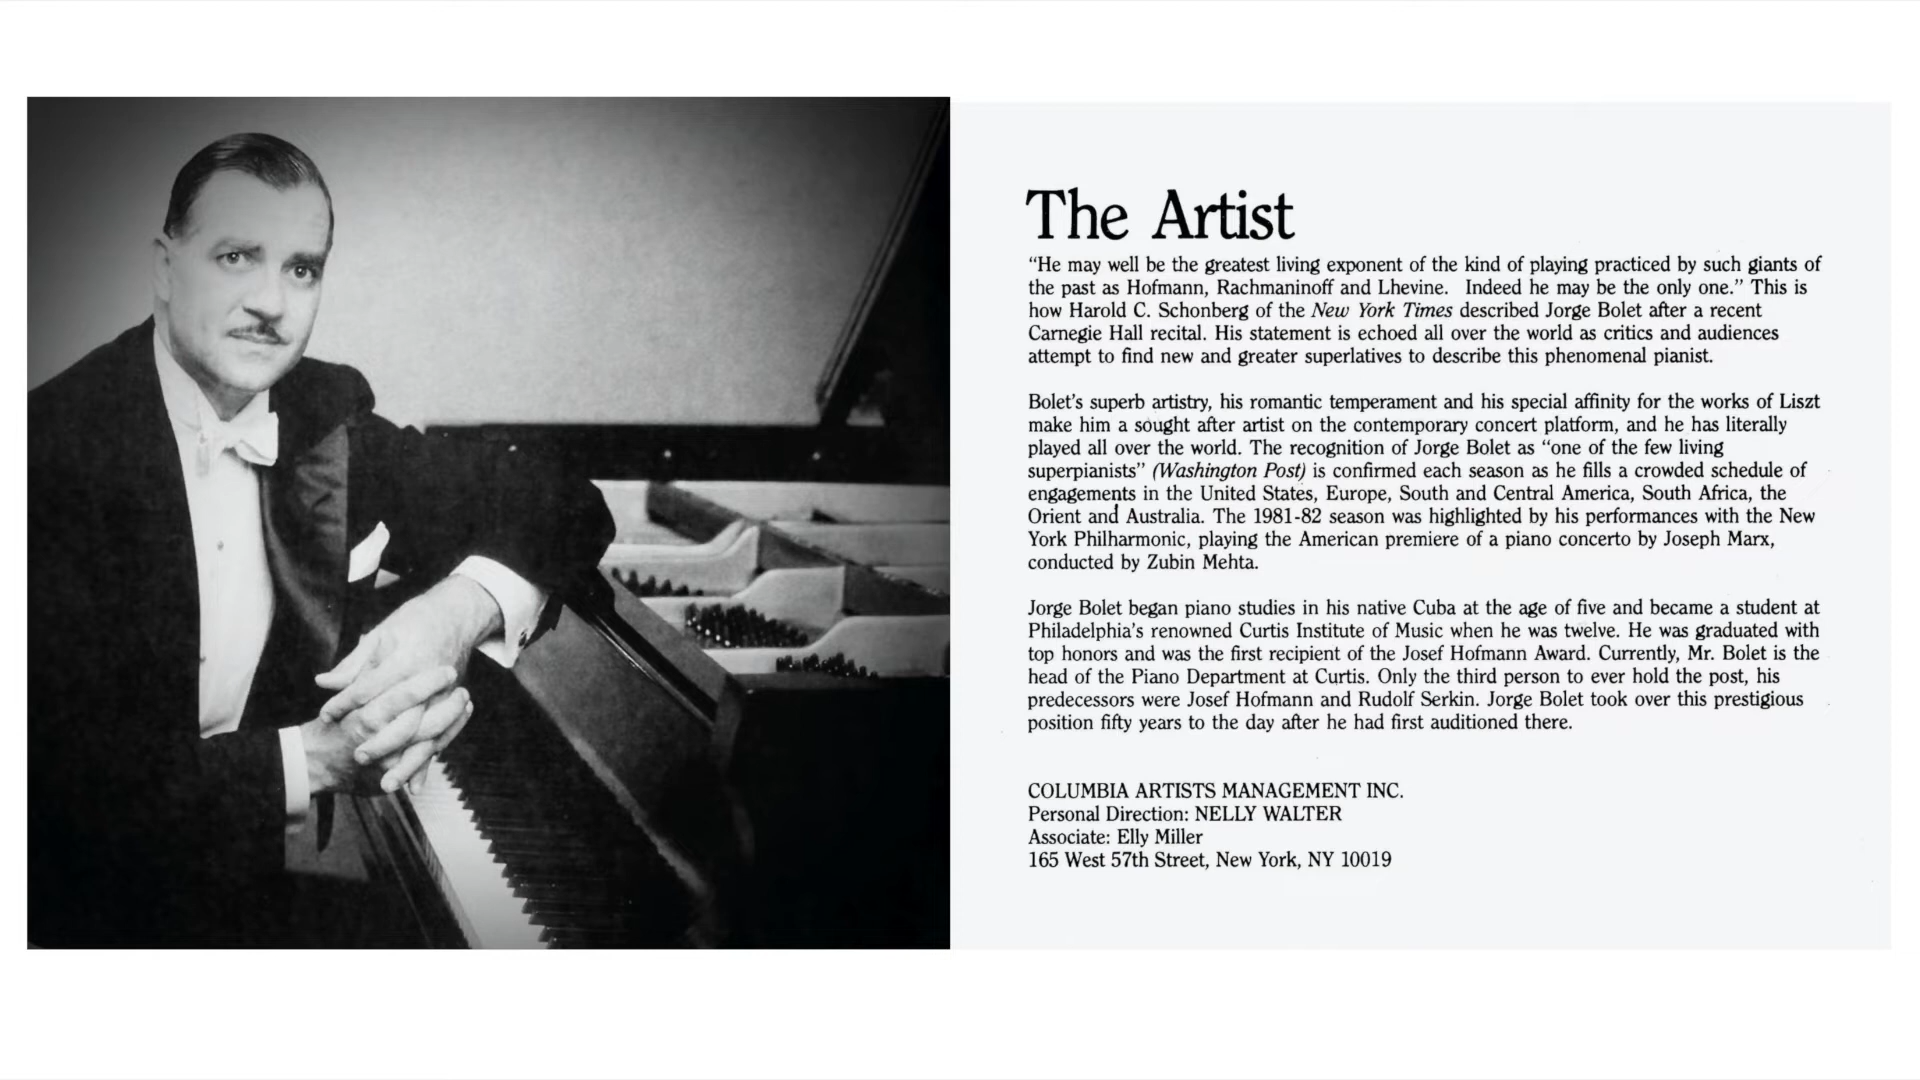 The Artist
“He may well be the greatest living exponent of the kind of playing practiced by such giants of
the past as Hofmann, Rachmaninoff and Lhevine. Indeed he may be the only one.” This is
how Harold C. Schonberg of the New York Times described Jorge Bolet after a recent
Carnegie Hall recital. His statement is echoed all over the world as critics and audiences
attempt to find new and greater superlatives to describe this phenomenal pianist.
Bolet’s superb artistry, his romantic temperament and his special affinity for the works of Liszt
make him a sought after artist on the contemporary concert platform, and he has literally
played all over the world. The recognition of Jorge Bolet as “one of the few living
superpianists” (Washington Post) is confirmed each season as he fills a crowded schedule of
engagements in the United States, Europe, South and Central America, South Africa, the
Orient and Australia. The 1981-82 season was highlighted by his performances with the New
York Philharmonic, playing the American premiere of a piano concerto by Joseph Marx,
conducted by Zubin Mehta.
Jorge Bolet began piano studies in his native Cuba at the age of five and became a student at
Philadelphia’s renowned Curtis Institute of Music when he was twelve. He was graduated with
top honors and was the first recipient of the Josef Hofmann Award. Currently, Mr. Bolet is the
head of the Piano Department at Curtis. Only the third person to ever hold the post, his
predecessors were Josef Hofmann and Rudolf Serkin. Jorge Bolet took over this prestigious
position fifty years to the day after he had first auditioned there.
COLUMBIA ARTISTS MANAGEMENT INC.
Personal Direction: NELLY WALTER
Associate: Elly Miller
165 West 57th Street, New York, NY 10019